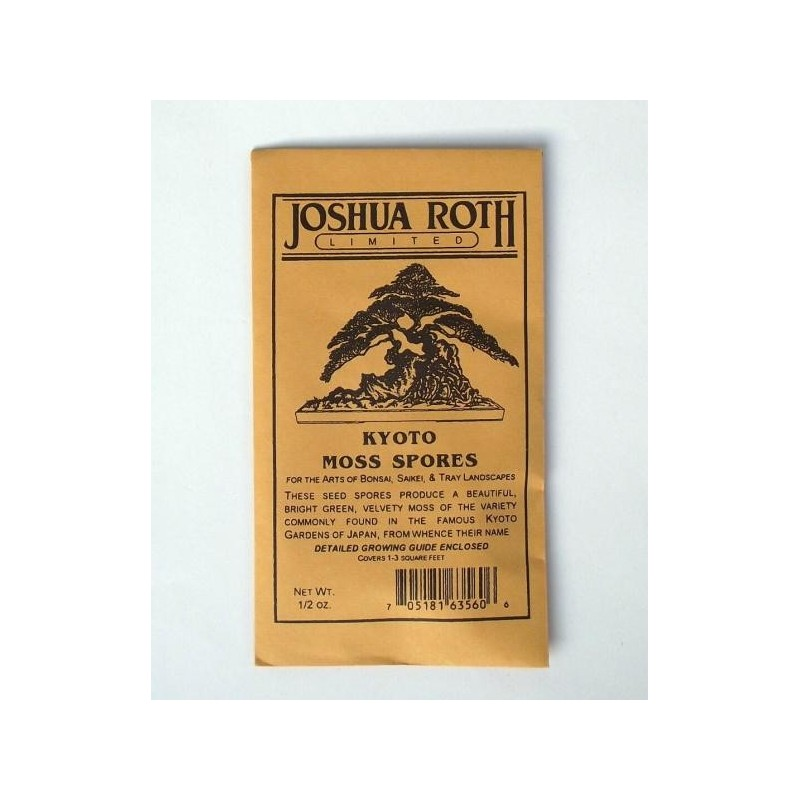 JOSHUA ROTH
LIMITED
KYOTO
MOSS SPORES
FOR THE ARTS OF BONSAI, SAIKEI, & TRAY LANDSCAPES
THESE SEED SPORES PRODUCE A BEAUTIFUL,
BRIGHT GREEN, VELVETY MOSS OF THE VARIETY
COMMONLY FOUND IN THE FAMOUS KYOTO
GARDENS OF JAPAN, FROM WHENCE THEIR NAME
DETAILED GROWING GUIDE ENCLOSED
COVERS 1-3 SQUARE FEET
NET WT.
1/2 OZ.
7 05181 63560 6